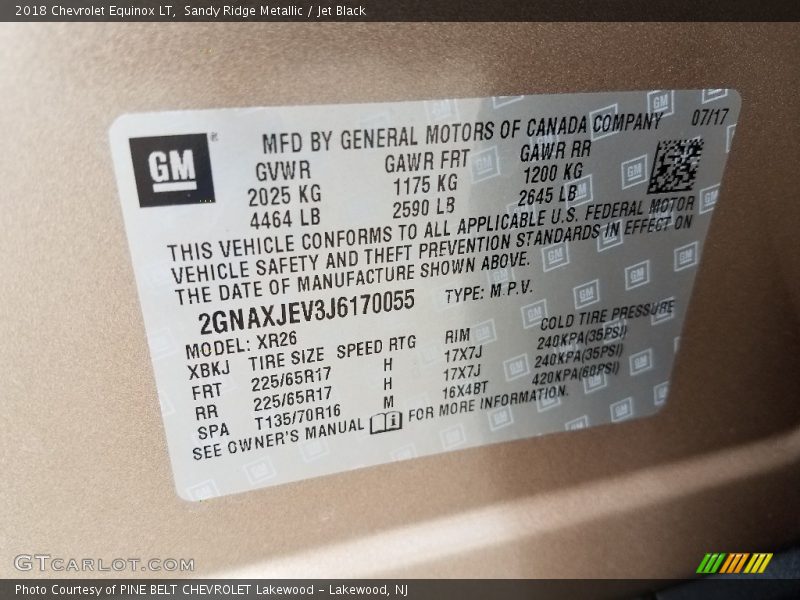 2018 Chevrolet Equinox LT, Sandy Ridge Metallic / Jet Black
GM ®
MFD BY GENERAL MOTORS OF CANADA COMPANY 07/17
GVWR GAWR FRT GAWR RR
2025 KG 1175 KG 1200 KG
4464 LB 2590 LB 2645 LB
THIS VEHICLE CONFORMS TO ALL APPLICABLE U.S. FEDERAL MOTOR
VEHICLE SAFETY AND THEFT PREVENTION STANDARDS IN EFFECT ON
THE DATE OF MANUFACTURE SHOWN ABOVE.
2GNAXJEV3J6170055 TYPE: M.P.V.
MODEL: XR26
XBKJ TIRE SIZE SPEED RTG RIM COLD TIRE PRESSURE
FRT 225/65R17 H 17X7J 240KPA(35PSI)
RR 225/65R17 H 17X7J 240KPA(35PSI)
SPA T135/70R16 M 16X4BT 420KPA(60PSI)
SEE OWNER'S MANUAL FOR MORE INFORMATION.
GTCARLOT.COM
Photo Courtesy of PINE BELT CHEVROLET Lakewood - Lakewood, NJ